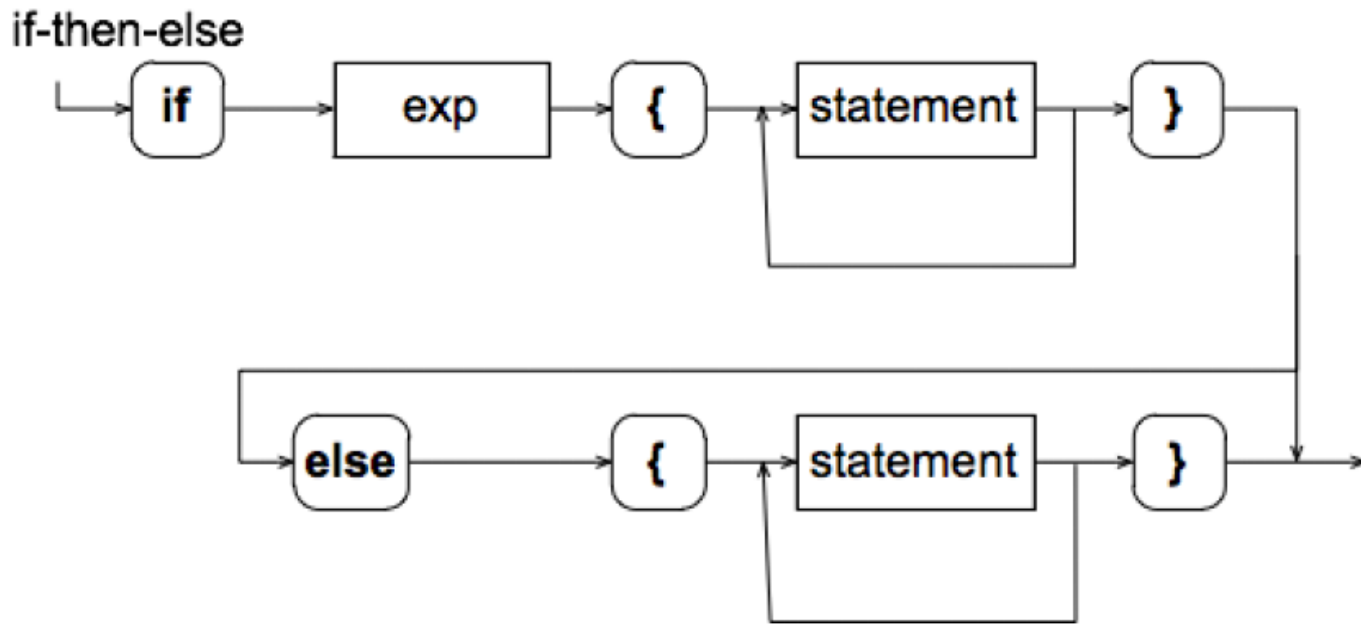 if-then-else
if exp { statement }
else { statement }